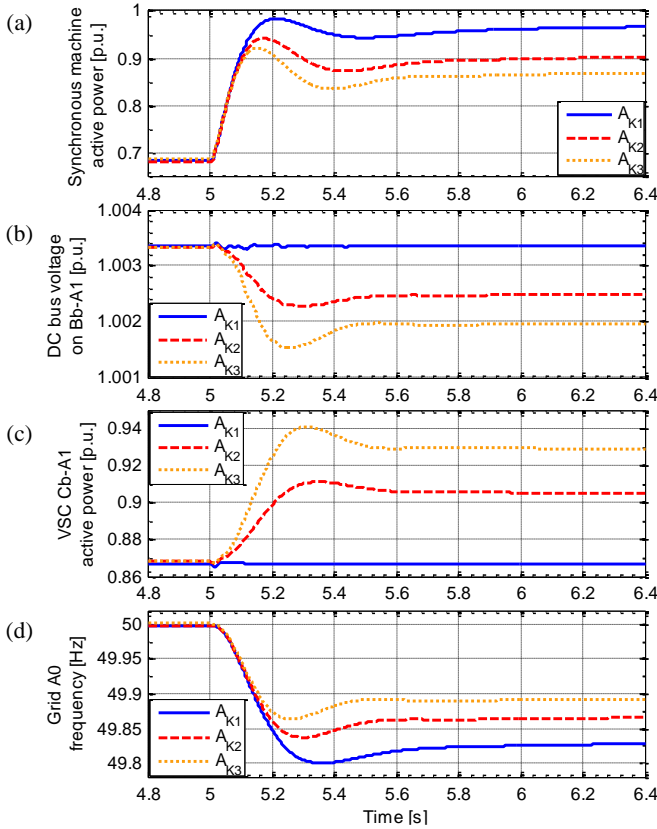 (a)
Synchronous machine
active power [p.u.]
1
0.9
0.8
0.7
A_K1
A_K2
A_K3
4.8 5 5.2 5.4 5.6 5.8 6 6.2 6.4
(b)
DC bus voltage
on Bb-A1 [p.u.]
1.004
1.003
1.002
1.001
A_K1
A_K2
A_K3
4.8 5 5.2 5.4 5.6 5.8 6 6.2 6.4
(c)
VSC Cb-A1
active power [p.u.]
0.94
0.92
0.9
0.88
0.86
A_K1
A_K2
A_K3
4.8 5 5.2 5.4 5.6 5.8 6 6.2 6.4
(d)
Grid A0
frequency [Hz]
50
49.95
49.9
49.85
49.8
A_K1
A_K2
A_K3
4.8 5 5.2 5.4 5.6 5.8 6 6.2 6.4
Time [s]